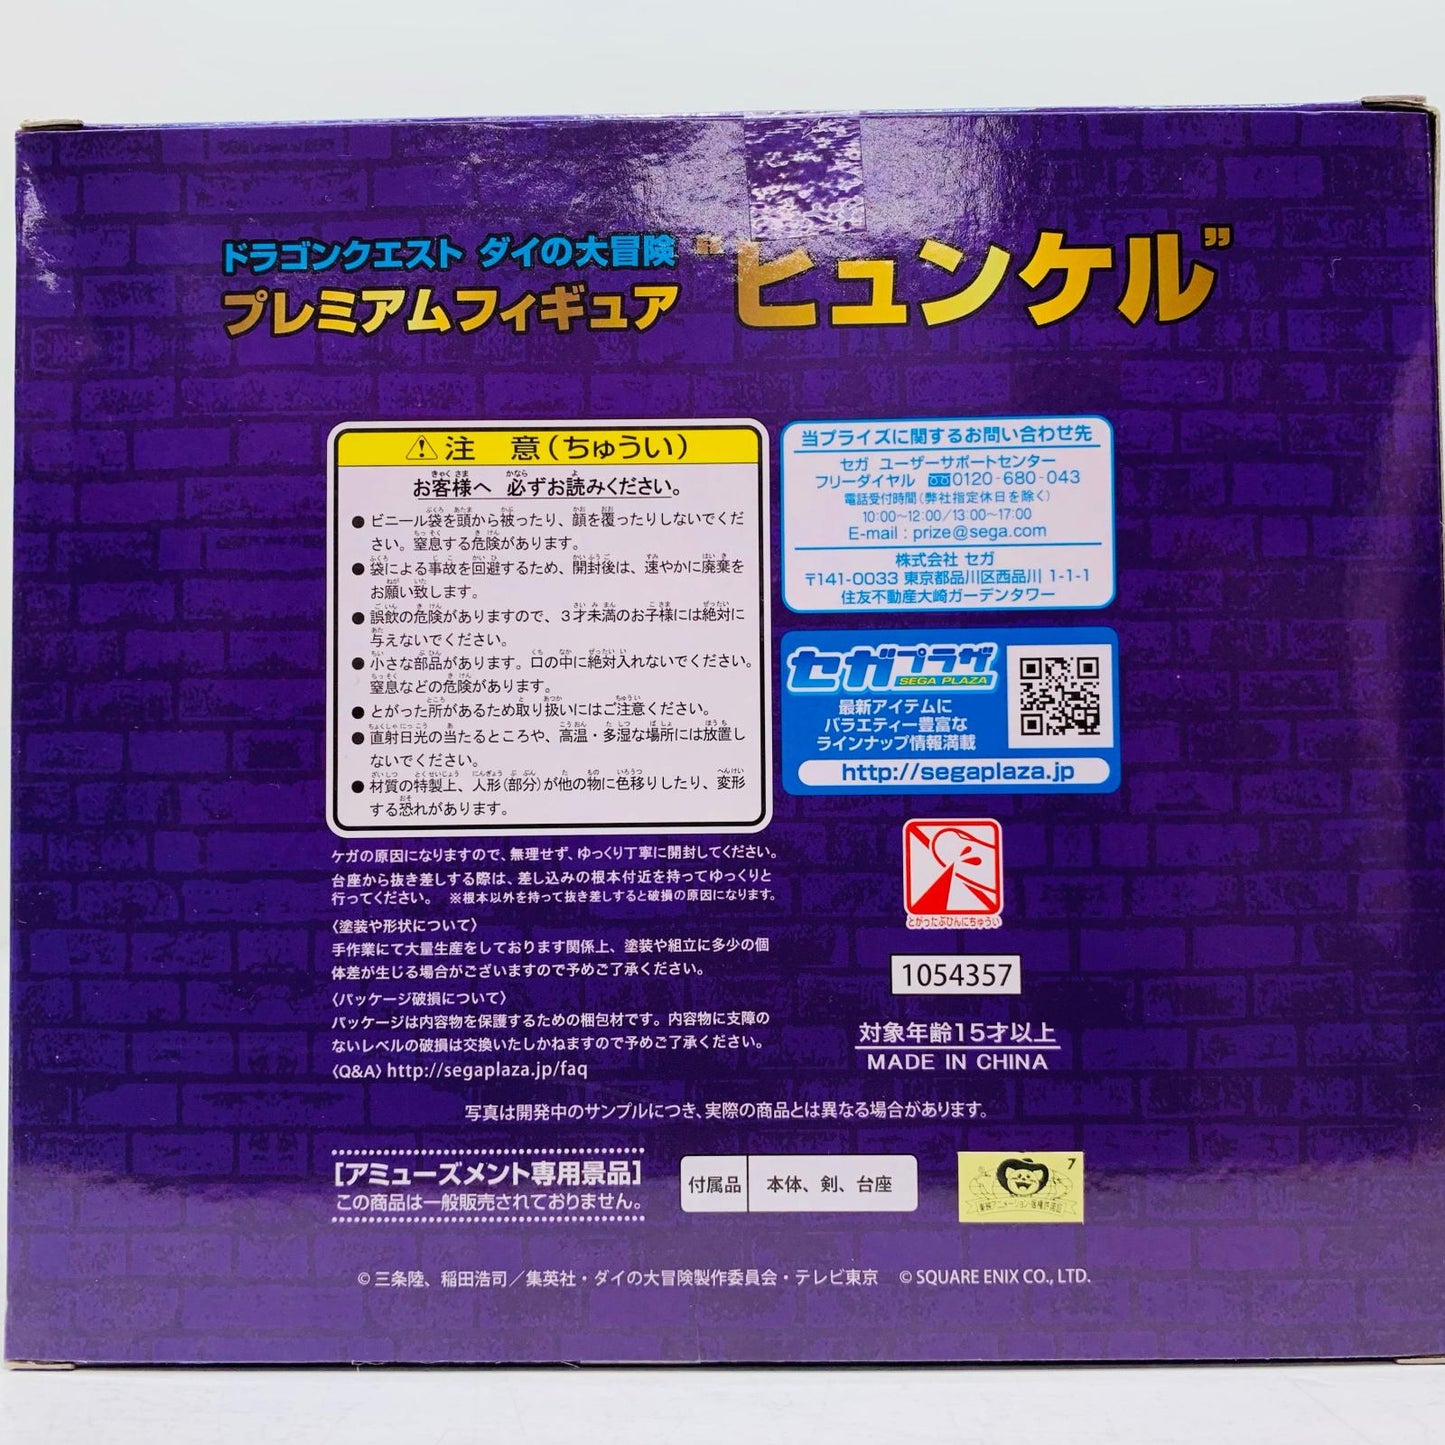 ドラゴンクエスト ダイの大冒険
プレミアムフィギュア
"ヒュンケル"
注 意(ちゅうい)
お客様へ 必ずお読みください。
● ビニール袋を頭から被ったり、顔を覆ったりしないでくだ
さい。窒息する危険があります。
● 袋による事故を回避するため、開封後は、速やかに廃棄を
お願い致します。
● 誤飲の危険がありますので、3才未満のお子様には絶対に
与えないでください。
● 小さな部品があります。口の中に絶対入れないでください。
窒息などの危険があります。
● とがった所があるため取り扱いにはご注意ください。
● 直射日光の当たるところや、高温・多湿な場所には放置し
ないでください。
● 材質の特製上、人形(部分)が他の物に色移りしたり、変形
する恐れがあります。
ケガの原因になりますので、無理せず、ゆっくり丁寧に開封してください。
台座から抜き差しする際は、差し込みの根本付近を持ってゆっくりと
行ってください。 ※根本以外を持って抜き差しすると破損の原因になります。
〈塗装や形状について〉
手作業にて大量生産をしております関係上、塗装や組立に多少の個
体差が生じる場合がございますので予めご了承ください。
〈パッケージ破損について〉
パッケージは内容物を保護するための梱包材です。内容物に支障の
ないレベルの破損は交換いたしかねますので予めご了承ください。
〈Q&A〉http://segaplaza.jp/faq
当プライズに関するお問い合わせ先
セガ ユーザーサポートセンター
フリーダイヤル 0120-680-043
電話受付時間(弊社指定休日を除く)
10:00～12:00/13:00～17:00
E-mail : prize@sega.com
株式会社 セガ
〒141-0033 東京都品川区西品川 1-1-1
住友不動産大崎ガーデンタワー
セガプラザ
SEGA PLAZA
最新アイテムに
バラエティー豊富な
ラインナップ情報満載
http://segaplaza.jp
とがったぶひんにちゅうい
1054357
対象年齢15才以上
MADE IN CHINA
写真は開発中のサンプルにつき、実際の商品とは異なる場合があります。
[アミューズメント専用景品]
この商品は一般販売されておりません。
付属品 本体、剣、台座
7
東映アニメーション・版権許諾証
©三条陸、稲田浩司/集英社・ダイの大冒険製作委員会・テレビ東京 © SQUARE ENIX CO., LTD.